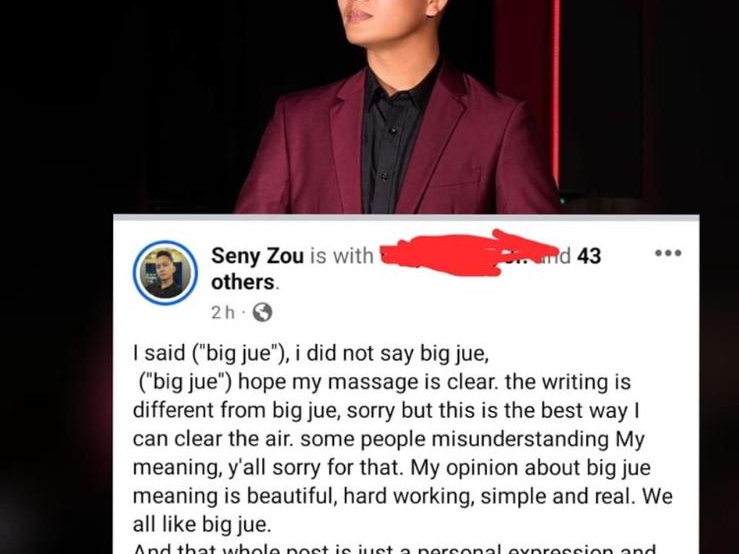 Seny Zou is with and 43
others.
2 h ·
I said ("big jue"), i did not say big jue,
("big jue") hope my massage is clear. the writing is
different from big jue, sorry but this is the best way I
can clear the air. some people misunderstanding My
meaning, y'all sorry for that. My opinion about big jue
meaning is beautiful, hard working, simple and real. We
all like big jue.
And that whole post is just a personal expression and